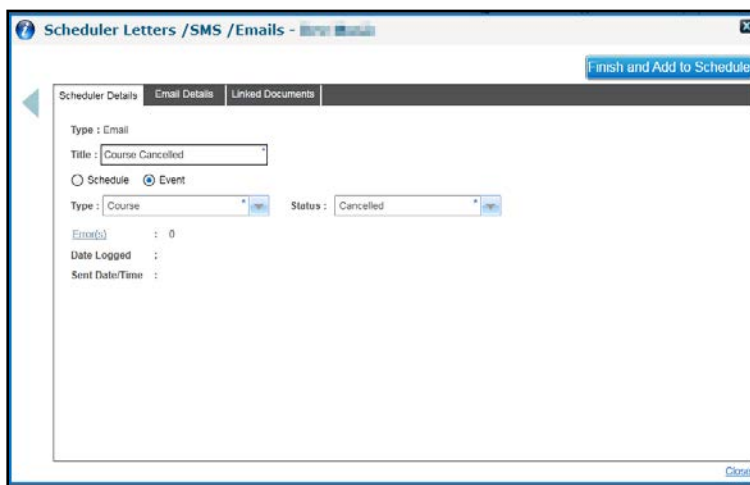 Scheduler Letters /SMS /Emails -
Finish and Add to Schedule
Scheduler Details Email Details Linked Documents
Type : Email
Title : Course Cancelled *
Schedule Event
Type : Course * Status : Cancelled *
Error(s) : 0
Date Logged :
Sent Date/Time :
Close